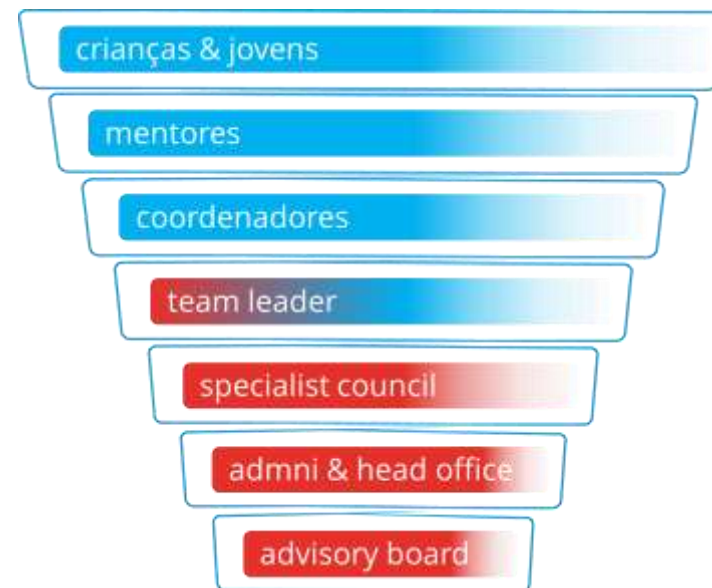 crianças & jovens
mentores
coordenadores
team leader
specialist council
admni & head office
advisory board